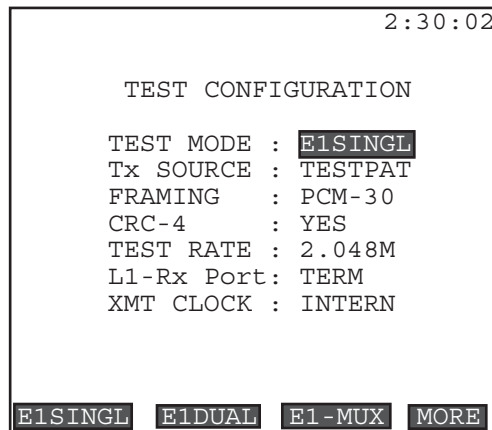 2:30:02
TEST CONFIGURATION
TEST MODE : E1SINGL
Tx SOURCE : TESTPAT
FRAMING : PCM-30
CRC-4 : YES
TEST RATE : 2.048M
L1-Rx Port: TERM
XMT CLOCK : INTERN
E1SINGL E1DUAL E1-MUX MORE